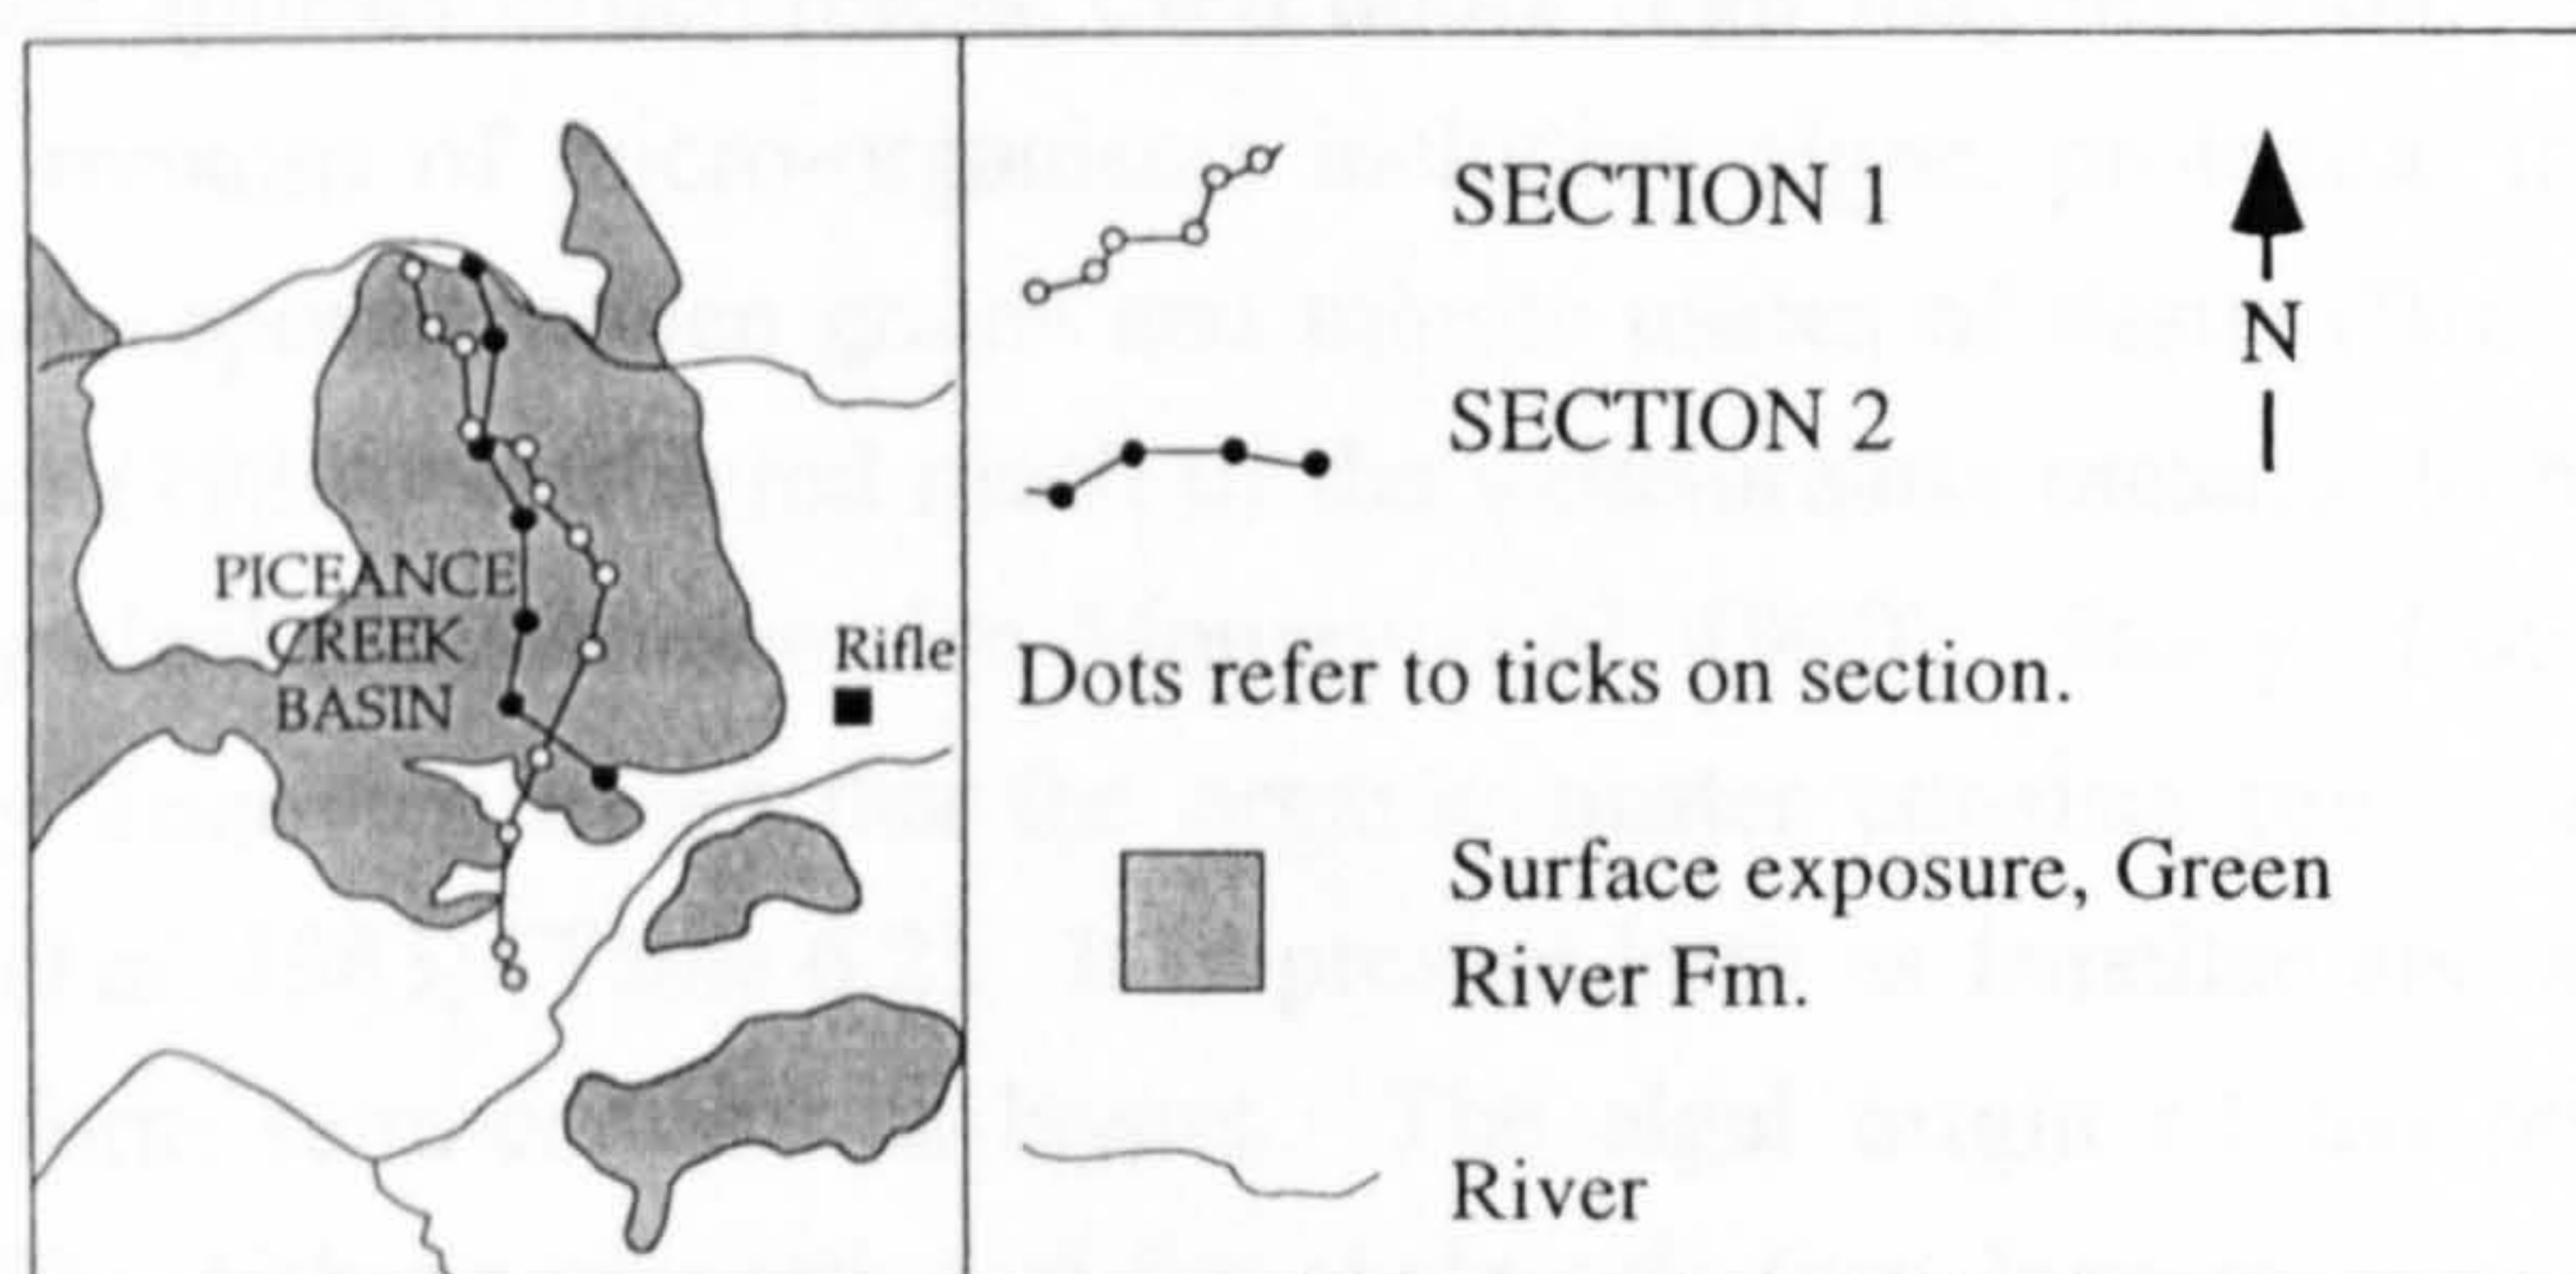 PICEANCE
CREEK
BASIN
Rifle
SECTION 1
SECTION 2
N
Dots refer to ticks on section.
Surface exposure, Green
River Fm.
River